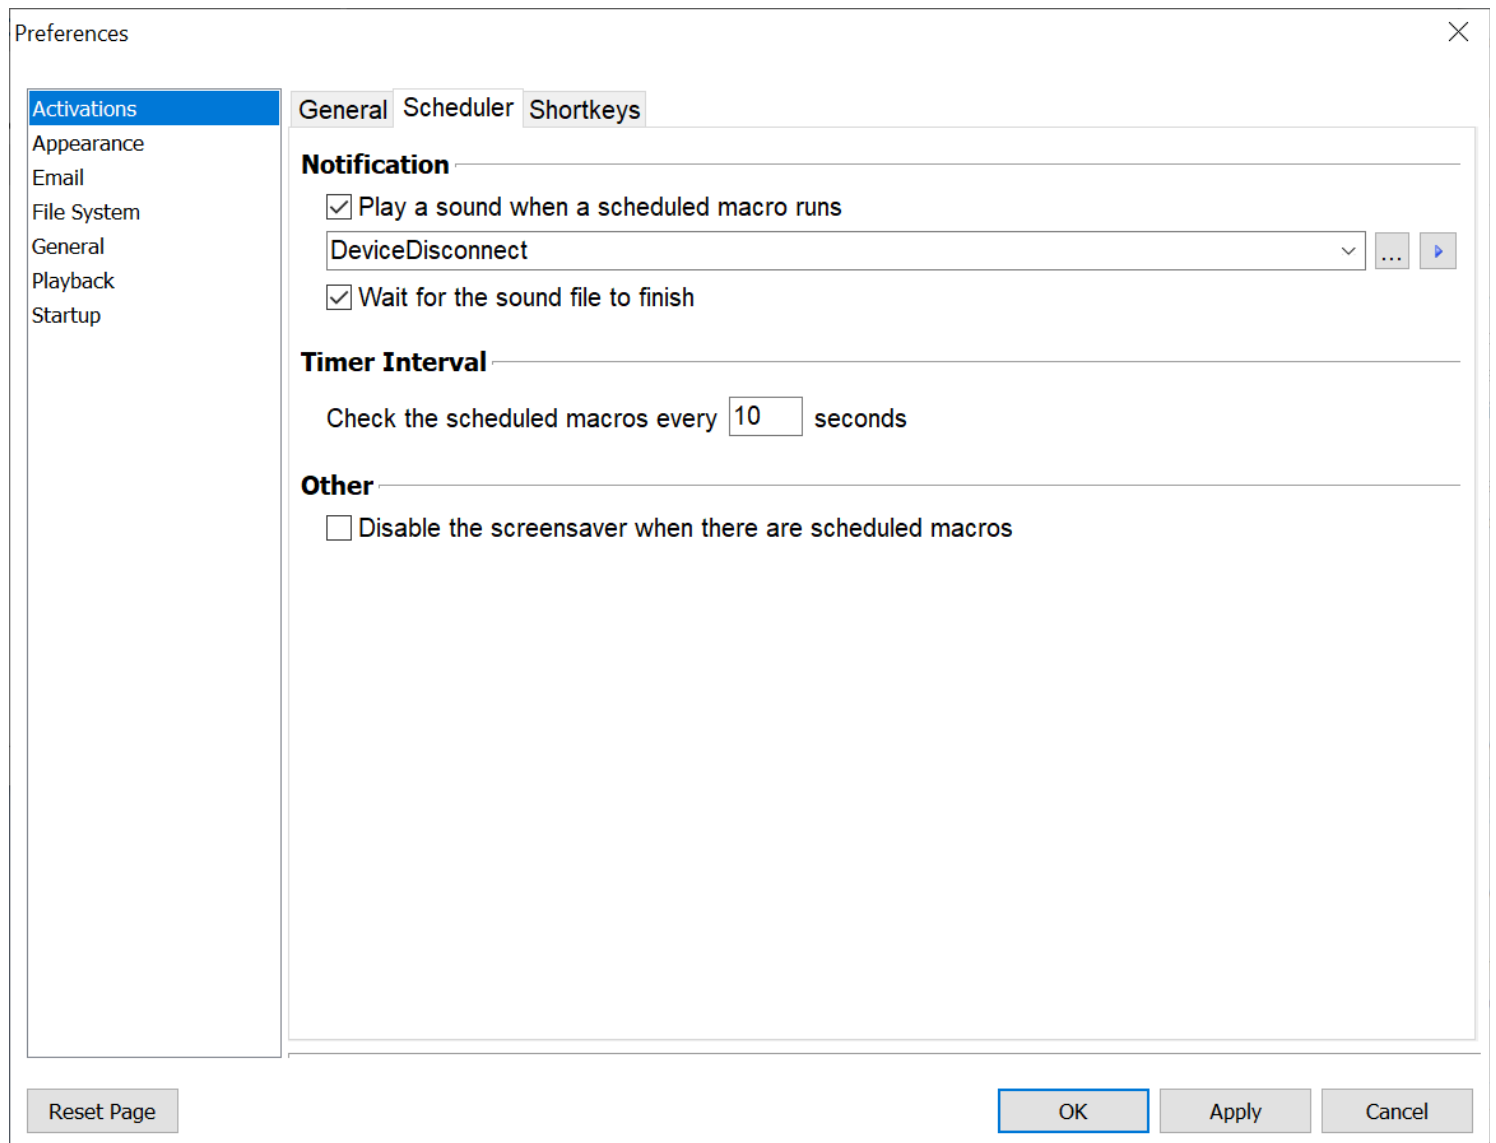 Preferences
Activations
Appearance
Email
File System
General
Playback
Startup
General Scheduler Shortkeys
Notification
Play a sound when a scheduled macro runs
DeviceDisconnect ...
Wait for the sound file to finish
Timer Interval
Check the scheduled macros every 10 seconds
Other
Disable the screensaver when there are scheduled macros
Reset Page OK Apply Cancel